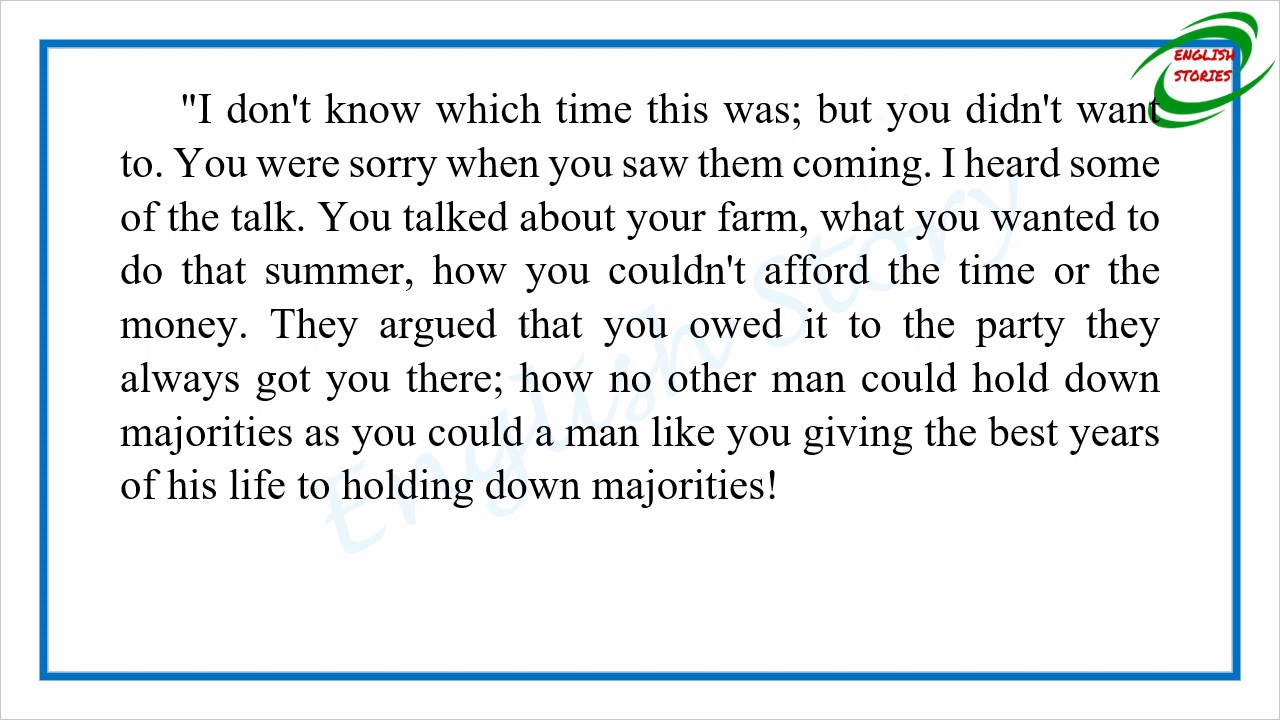 ENGLISH
STORIES
"I don't know which time this was; but you didn't want
to. You were sorry when you saw them coming. I heard some
of the talk. You talked about your farm, what you wanted to
do that summer, how you couldn't afford the time or the
money. They argued that you owed it to the party they
always got you there; how no other man could hold down
majorities as you could a man like you giving the best years
of his life to holding down majorities!
English Story